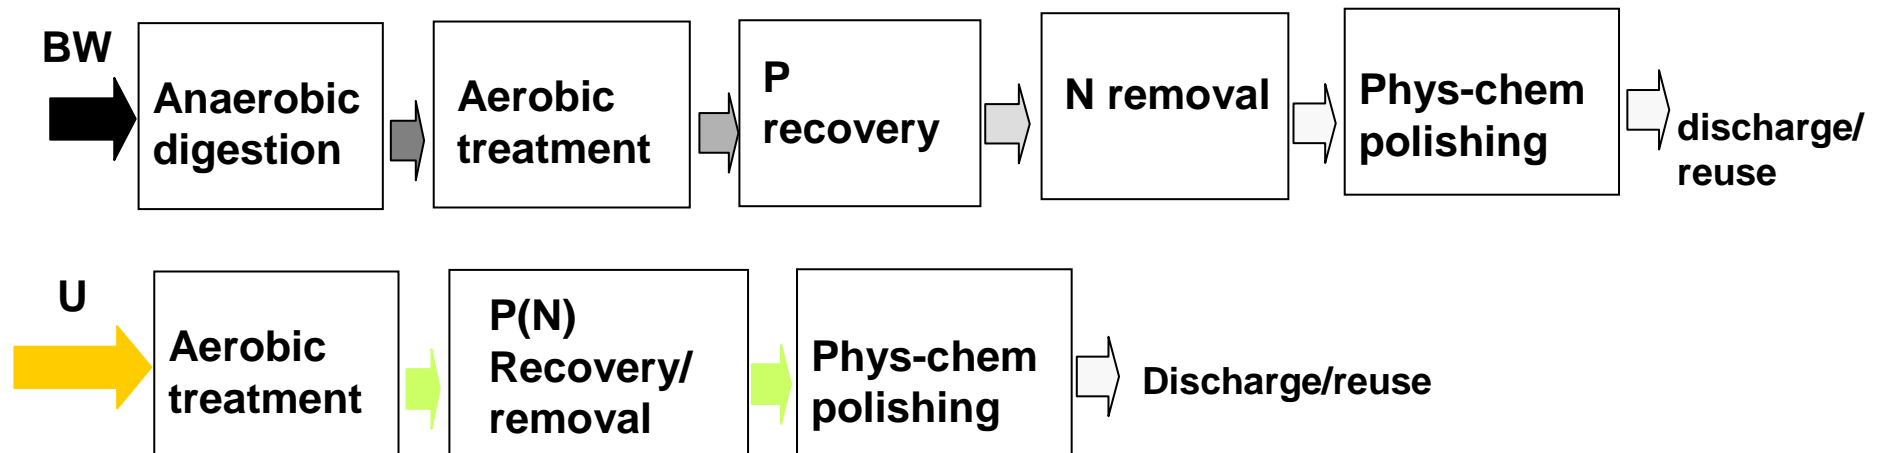 BW
Anaerobic
digestion
Aerobic
treatment
P
recovery
N removal
Phys-chem
polishing
discharge/
reuse
U
Aerobic
treatment
P(N)
Recovery/
removal
Phys-chem
polishing
Discharge/reuse